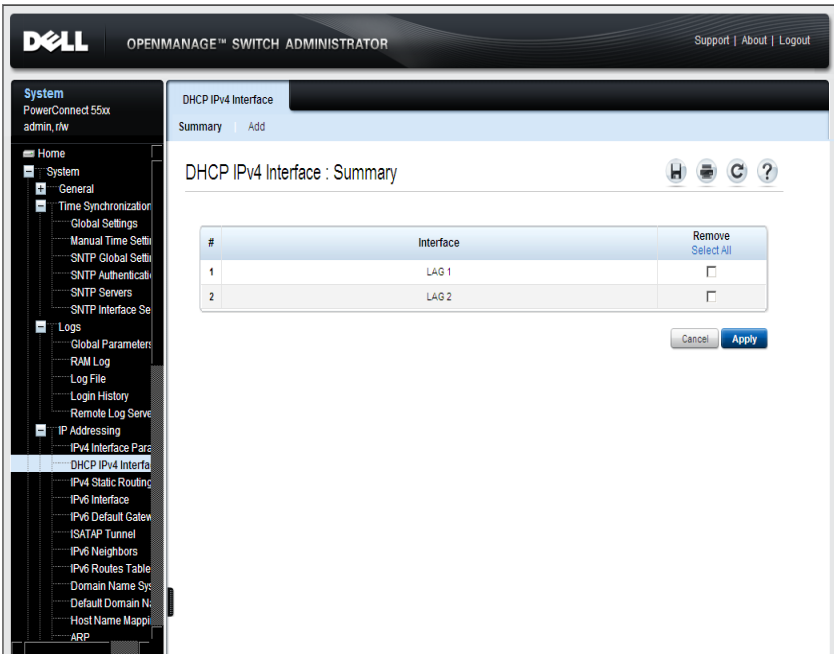 DELL
OPENMANAGE™ SWITCH ADMINISTRATOR
Support | About | Logout
System
PowerConnect 55xx
admin, r/w
Home
System
General
Time Synchronization
Global Settings
Manual Time Settin
SNTP Global Settin
SNTP Authenticatio
SNTP Servers
SNTP Interface Se
Logs
Global Parameters
RAM Log
Log File
Login History
Remote Log Serve
IP Addressing
IPv4 Interface Para
DHCP IPv4 Interfa
IPv4 Static Routing
IPv6 Interface
IPv6 Default Gatew
ISATAP Tunnel
IPv6 Neighbors
IPv6 Routes Table
Domain Name Sys
Default Domain Na
Host Name Mappi
ARP
DHCP IPv4 Interface
Summary | Add
DHCP IPv4 Interface : Summary
# Interface Remove
Select All
1 LAG 1
2 LAG 2
Cancel Apply